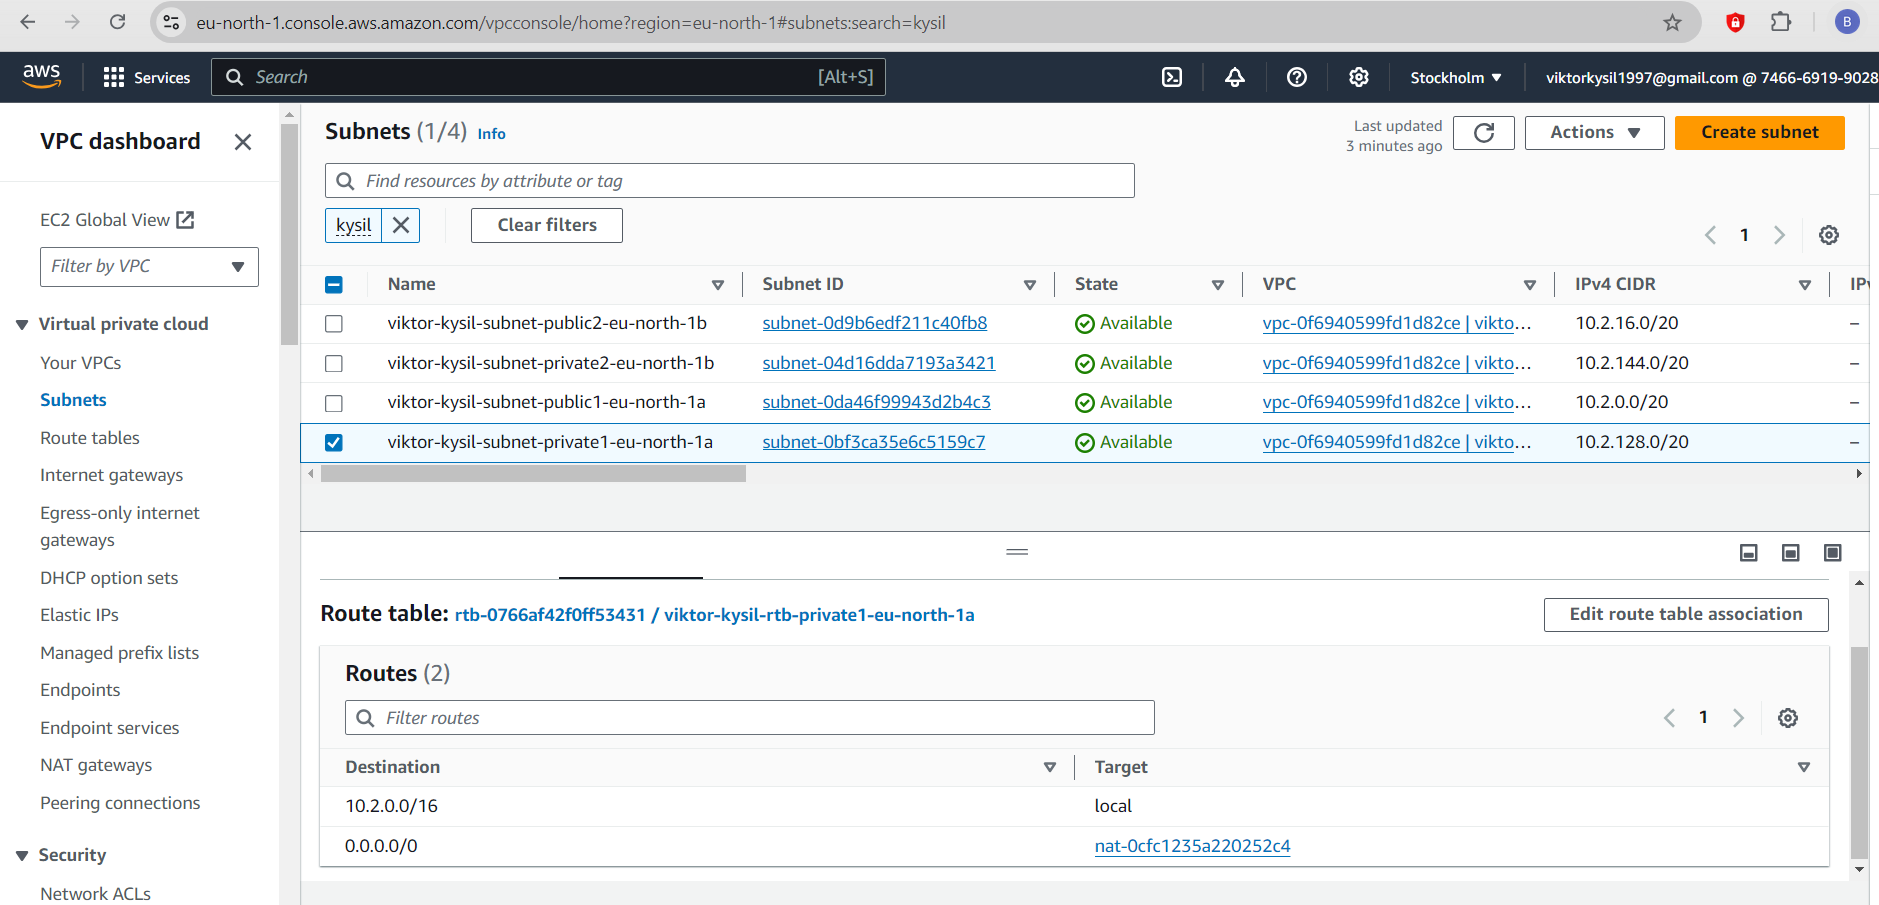 eu-north-1.console.aws.amazon.com/vpcconsole/home?region=eu-north-1#subnets:search=kysil
B
aws Services Search [Alt+S] Stockholm viktorkysil1997@gmail.com @ 7466-6919-9028
VPC dashboard
EC2 Global View
Filter by VPC
Virtual private cloud
Your VPCs
Subnets
Route tables
Internet gateways
Egress-only internet
gateways
DHCP option sets
Elastic IPs
Managed prefix lists
Endpoints
Endpoint services
NAT gateways
Peering connections
Security
Network ACLs
Subnets (1/4) Info
Last updated
3 minutes ago
Actions
Create subnet
Find resources by attribute or tag
kysil
Clear filters
1
Name Subnet ID State VPC IPv4 CIDR IPv
viktor-kysil-subnet-public2-eu-north-1b subnet-0d9b6edf211c40fb8 Available vpc-0f6940599fd1d82ce | vikto... 10.2.16.0/20 –
viktor-kysil-subnet-private2-eu-north-1b subnet-04d16dda7193a3421 Available vpc-0f6940599fd1d82ce | vikto... 10.2.144.0/20 –
viktor-kysil-subnet-public1-eu-north-1a subnet-0da46f99943d2b4c3 Available vpc-0f6940599fd1d82ce | vikto... 10.2.0.0/20 –
viktor-kysil-subnet-private1-eu-north-1a subnet-0bf3ca35e6c5159c7 Available vpc-0f6940599fd1d82ce | vikto... 10.2.128.0/20 –
Route table: rtb-0766af42f0ff53431 / viktor-kysil-rtb-private1-eu-north-1a
Edit route table association
Routes (2)
Filter routes
1
Destination Target
10.2.0.0/16 local
0.0.0.0/0 nat-0cfc1235a220252c4